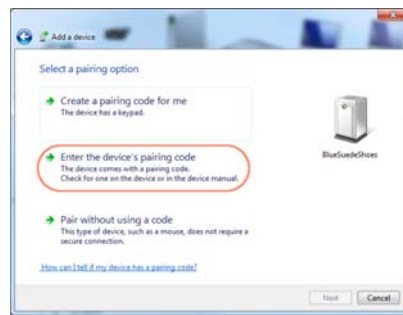 Add a device
Select a pairing option
Create a pairing code for me
The device has a keypad.
Enter the device's pairing code
The device comes with a pairing code.
Check for one on the device or in the device manual.
BlueSuedeShoes
Pair without using a code
This type of device, such as a mouse, does not require a
secure connection.
How can I tell if my device has a pairing code?
Next Cancel